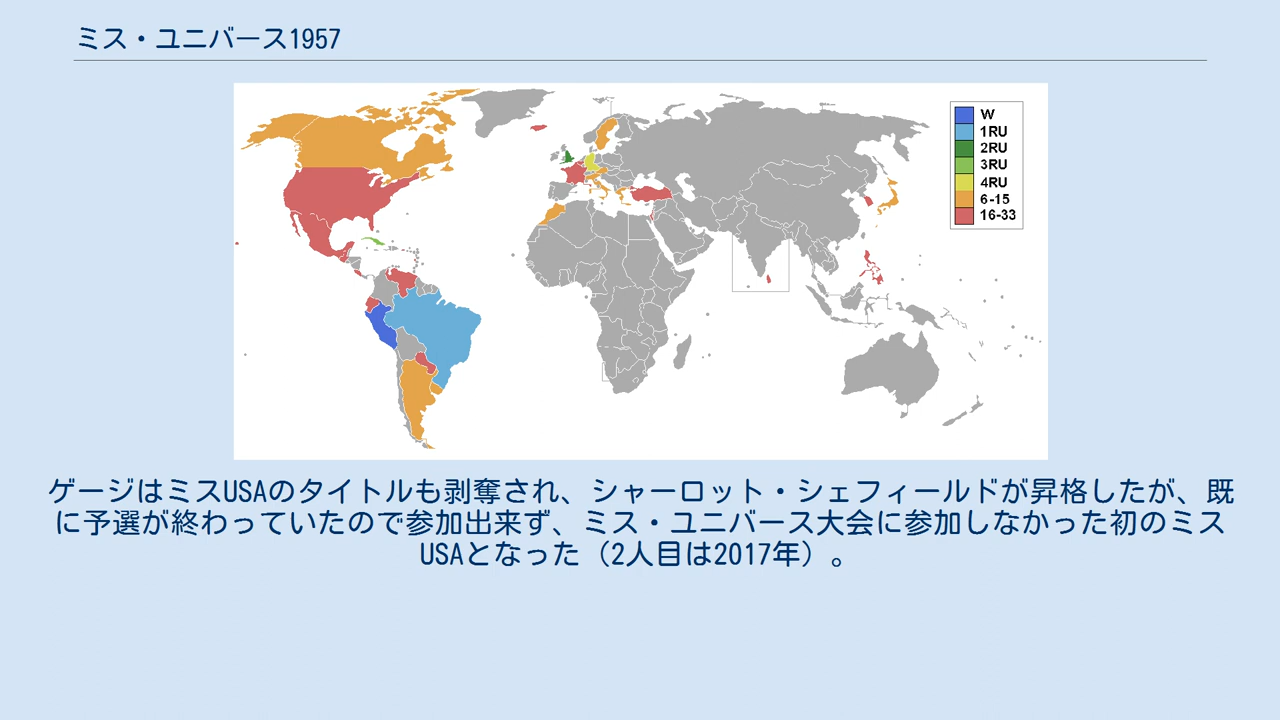 ミス・ユニバース1957
W
1RU
2RU
3RU
4RU
6-15
16-33
ゲージはミスUSAのタイトルも剥奪され、シャーロット・シェフィールドが昇格したが、既
に予選が終わっていたので参加出来ず、ミス・ユニバース大会に参加しなかった初のミス
USAとなった（2人目は2017年）。